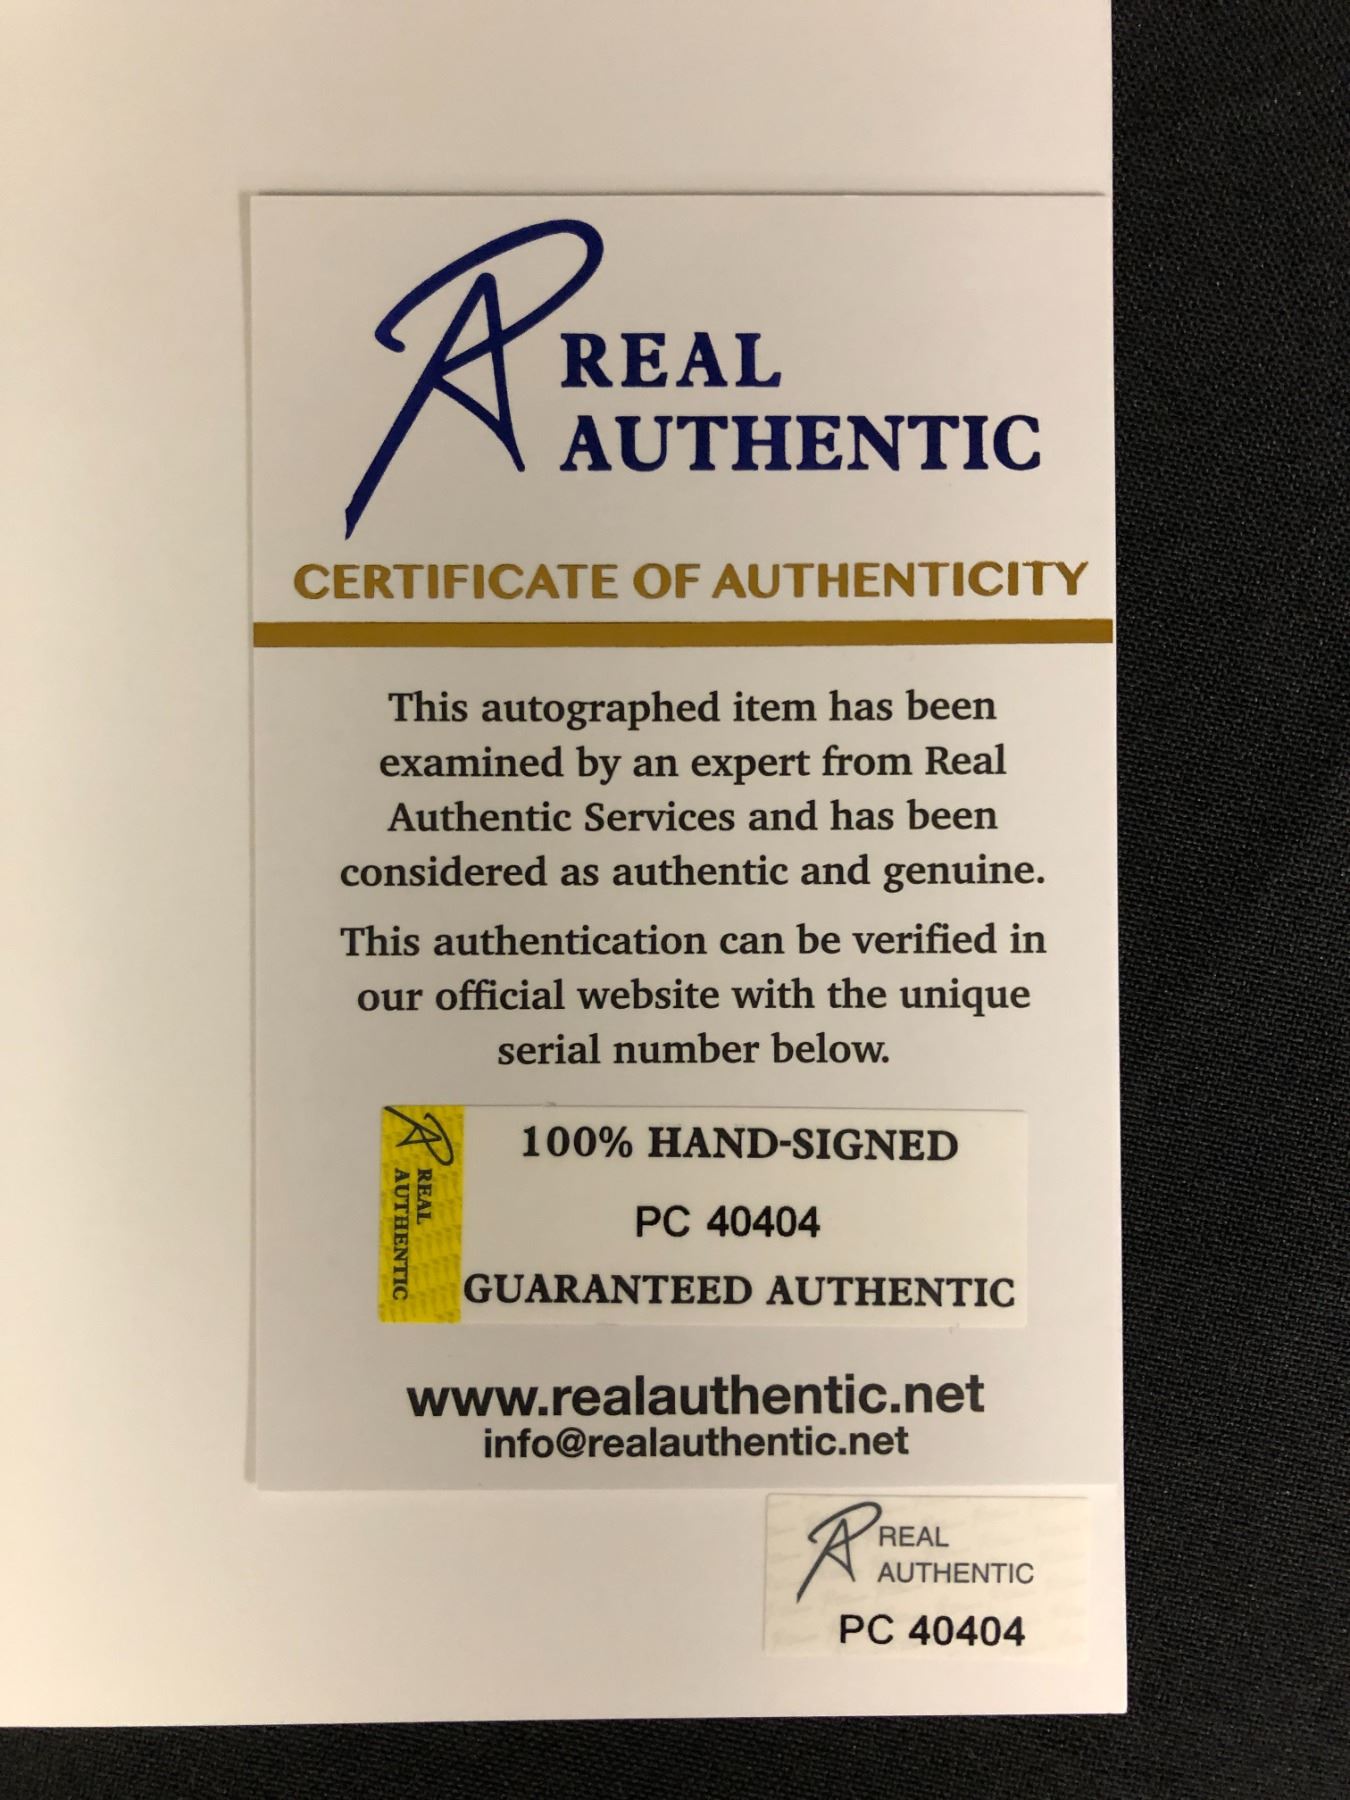 REAL
AUTHENTIC
CERTIFICATE OF AUTHENTICITY
This autographed item has been
examined by an expert from Real
Authentic Services and has been
considered as authentic and genuine.
This authentication can be verified in
our official website with the unique
serial number below.
REAL
AUTHENTIC
100% HAND-SIGNED
PC 40404
GUARANTEED AUTHENTIC
www.realauthentic.net
info@realauthentic.net
REAL
AUTHENTIC
PC 40404